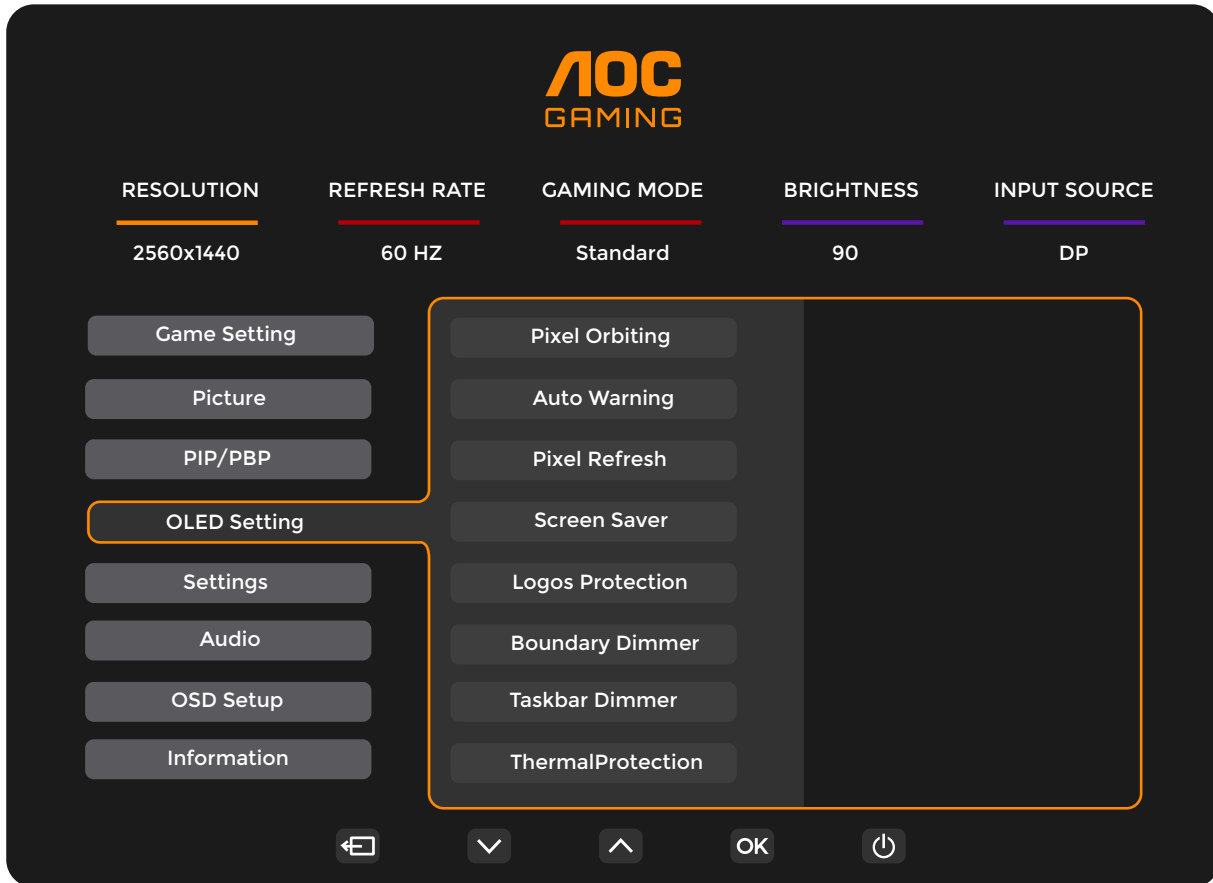 AOC
GAMING
RESOLUTION REFRESH RATE GAMING MODE BRIGHTNESS INPUT SOURCE
2560x1440 60 HZ Standard 90 DP
Game Setting Pixel Orbiting
Picture Auto Warning
PIP/PBP Pixel Refresh
OLED Setting Screen Saver
Settings Logos Protection
Audio Boundary Dimmer
OSD Setup Taskbar Dimmer
Information ThermalProtection
OK